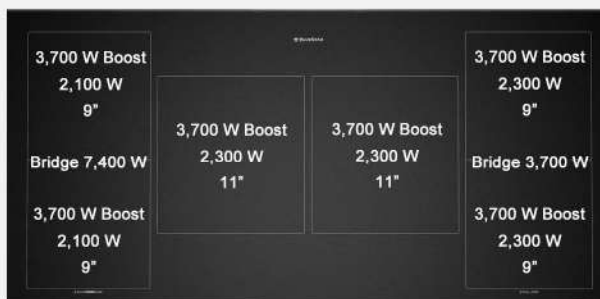 3,700 W Boost
2,100 W
9"
Bridge 7,400 W
3,700 W Boost
2,100 W
9"
3,700 W Boost
2,300 W
11"
3,700 W Boost
2,300 W
11"
3,700 W Boost
2,300 W
9"
Bridge 3,700 W
3,700 W Boost
2,300 W
9"